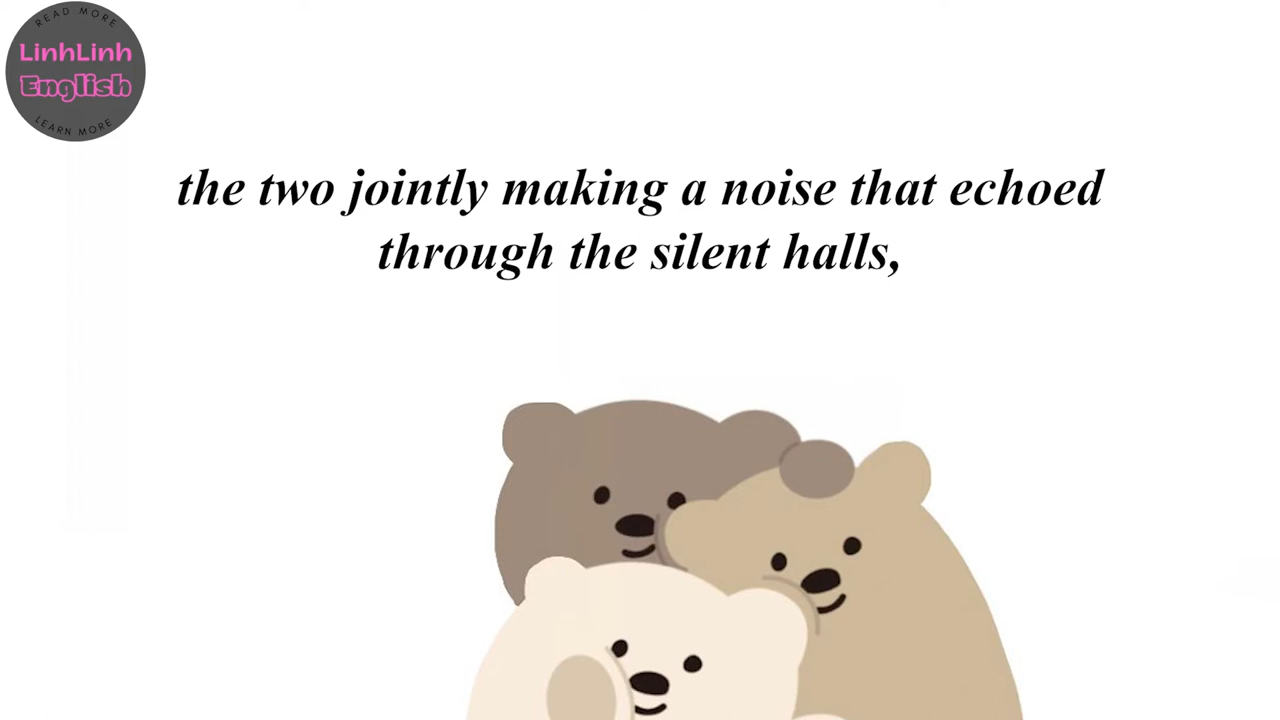 READ MORE
LinhLinh
English
LEARN MORE
the two jointly making a noise that echoed
through the silent halls,